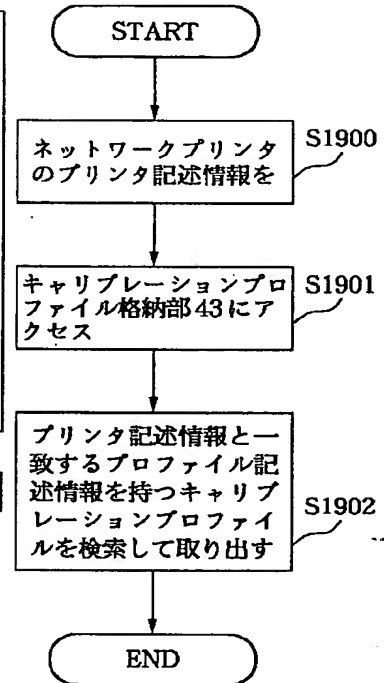 START
ネットワークプリンタ
のプリンタ記述情報を
S1900
キャリブレーションプロ
ファイル格納部43にア
クセス
S1901
プリンタ記述情報と一
致するプロファイル記
述情報を持つキャリブ
レーションプロファイ
ルを検索して取り出す
S1902
END